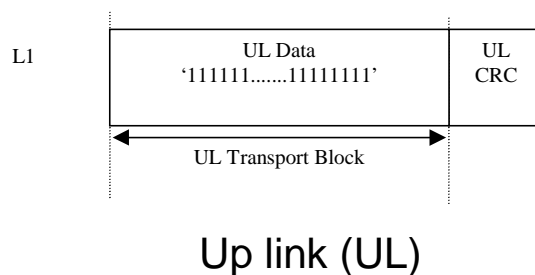 L1
UL Data
‘111111.......11111111’
UL
CRC
UL Transport Block
Up link (UL)